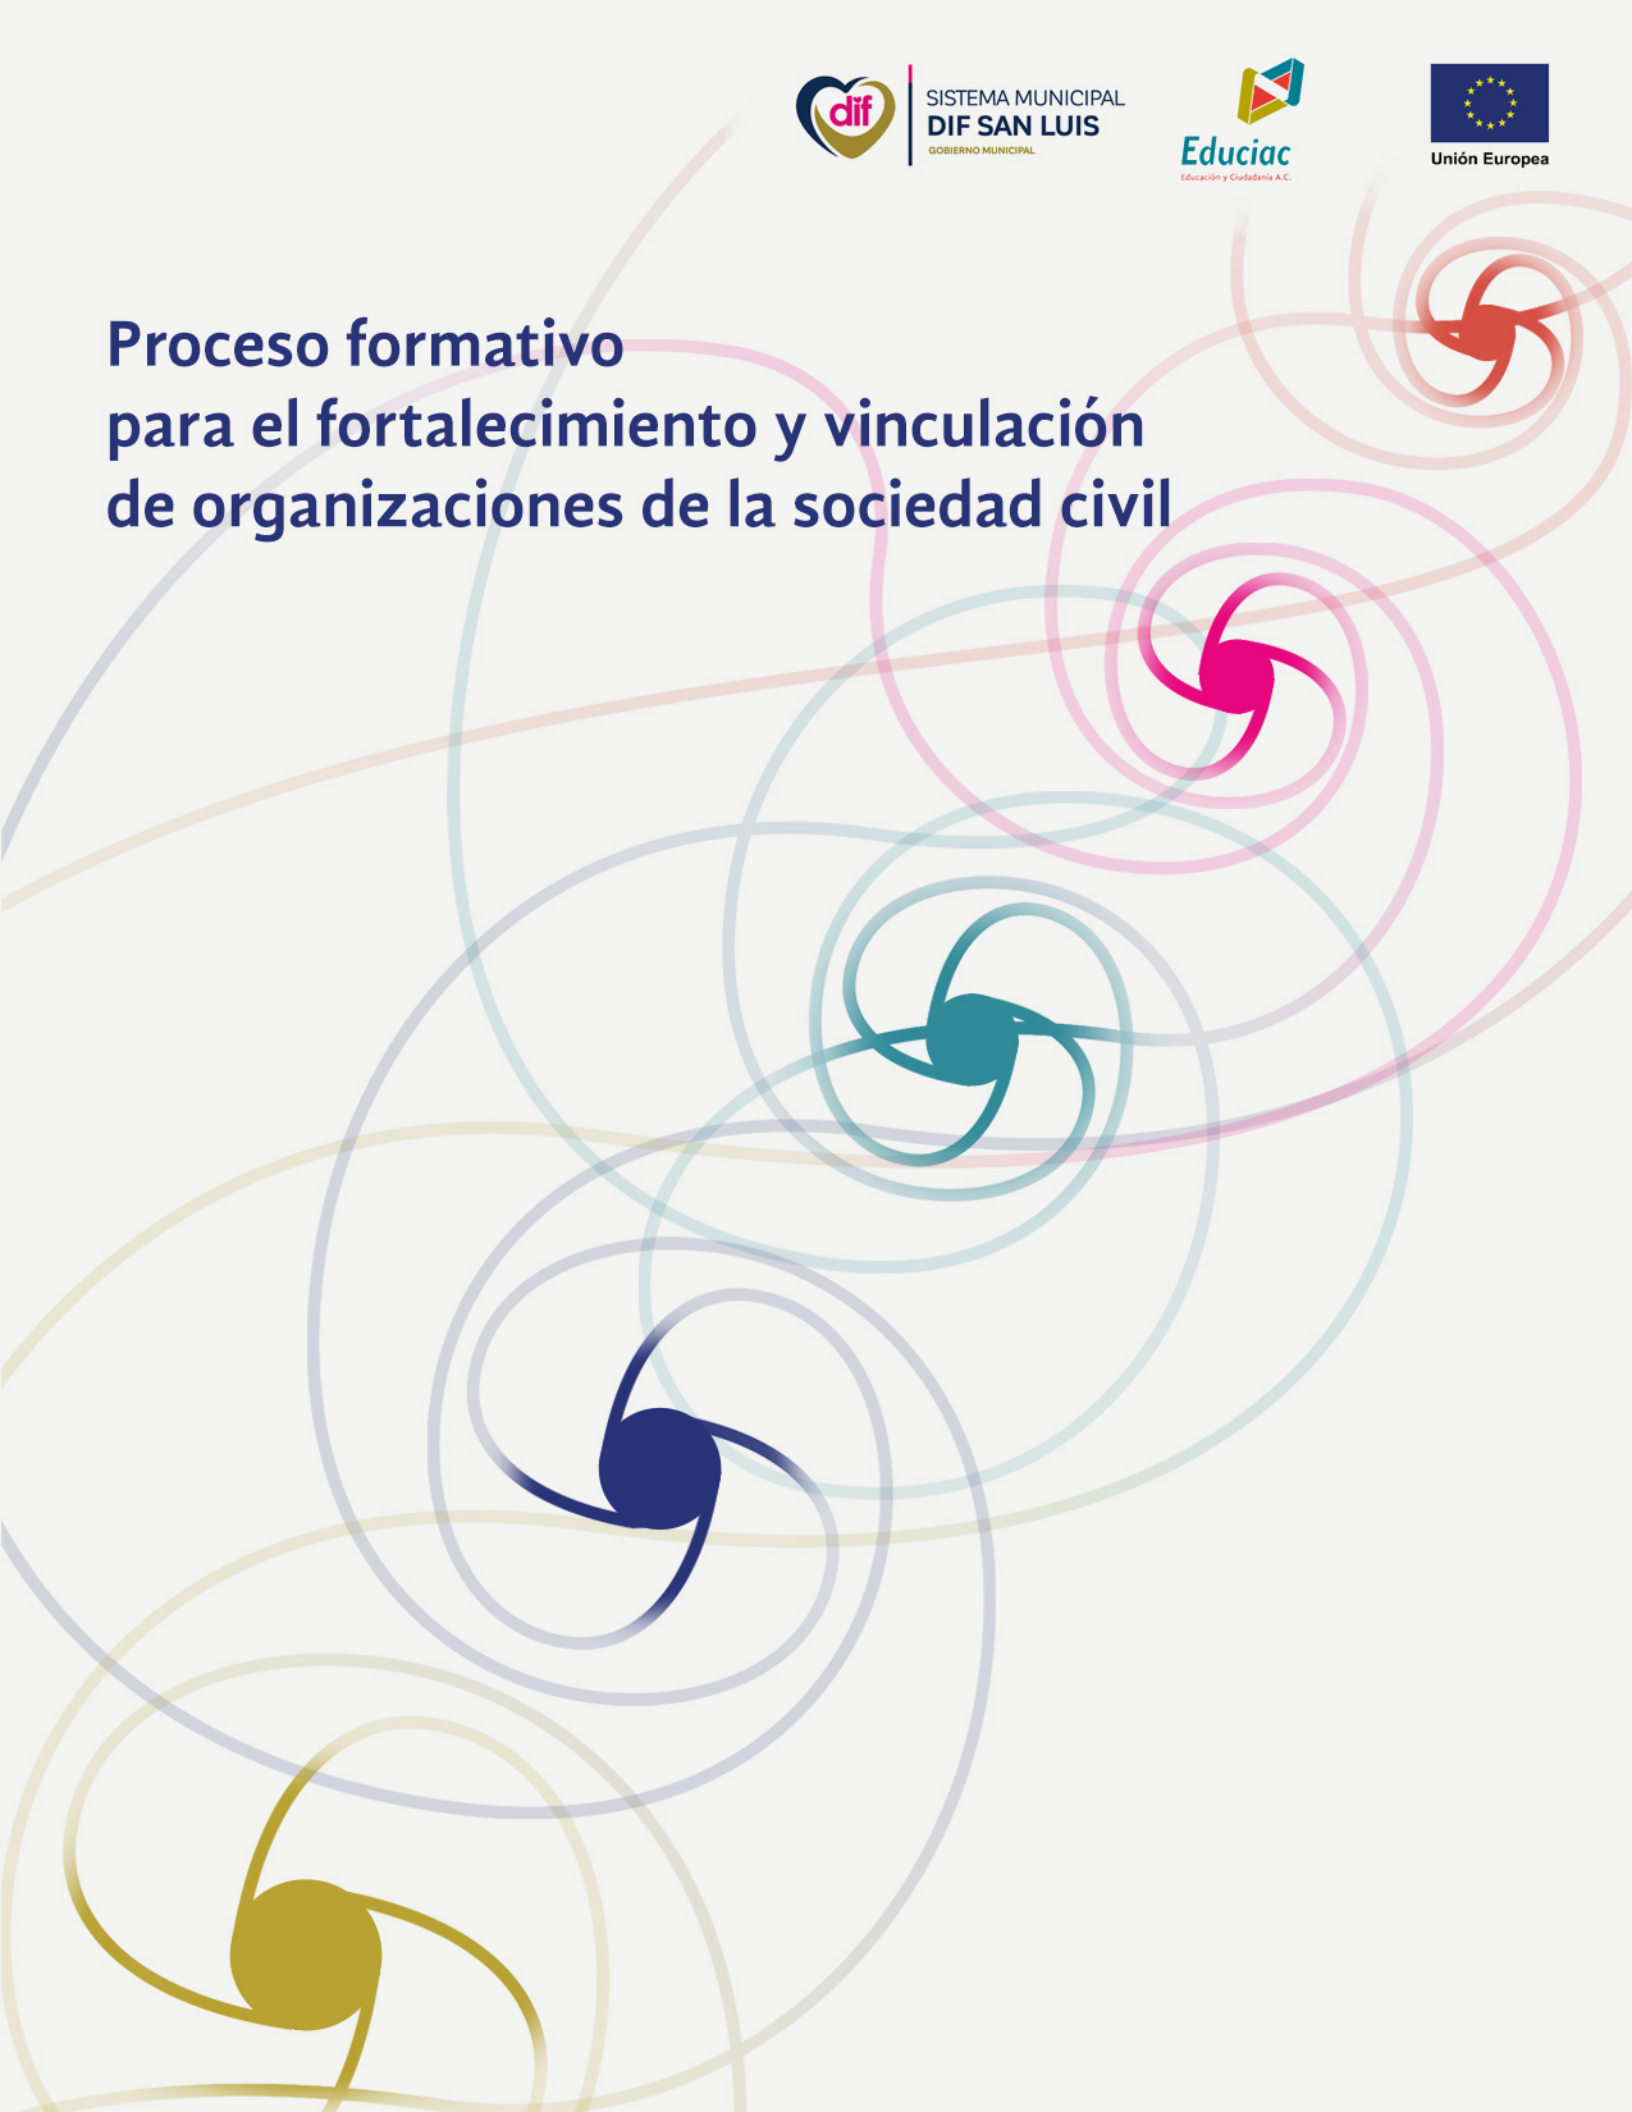 dif
SISTEMA MUNICIPAL
DIF SAN LUIS
GOBIERNO MUNICIPAL
Educiac
Educación y Ciudadanía A.C.
Unión Europea
Proceso formativo
para el fortalecimiento y vinculación
de organizaciones de la sociedad civil